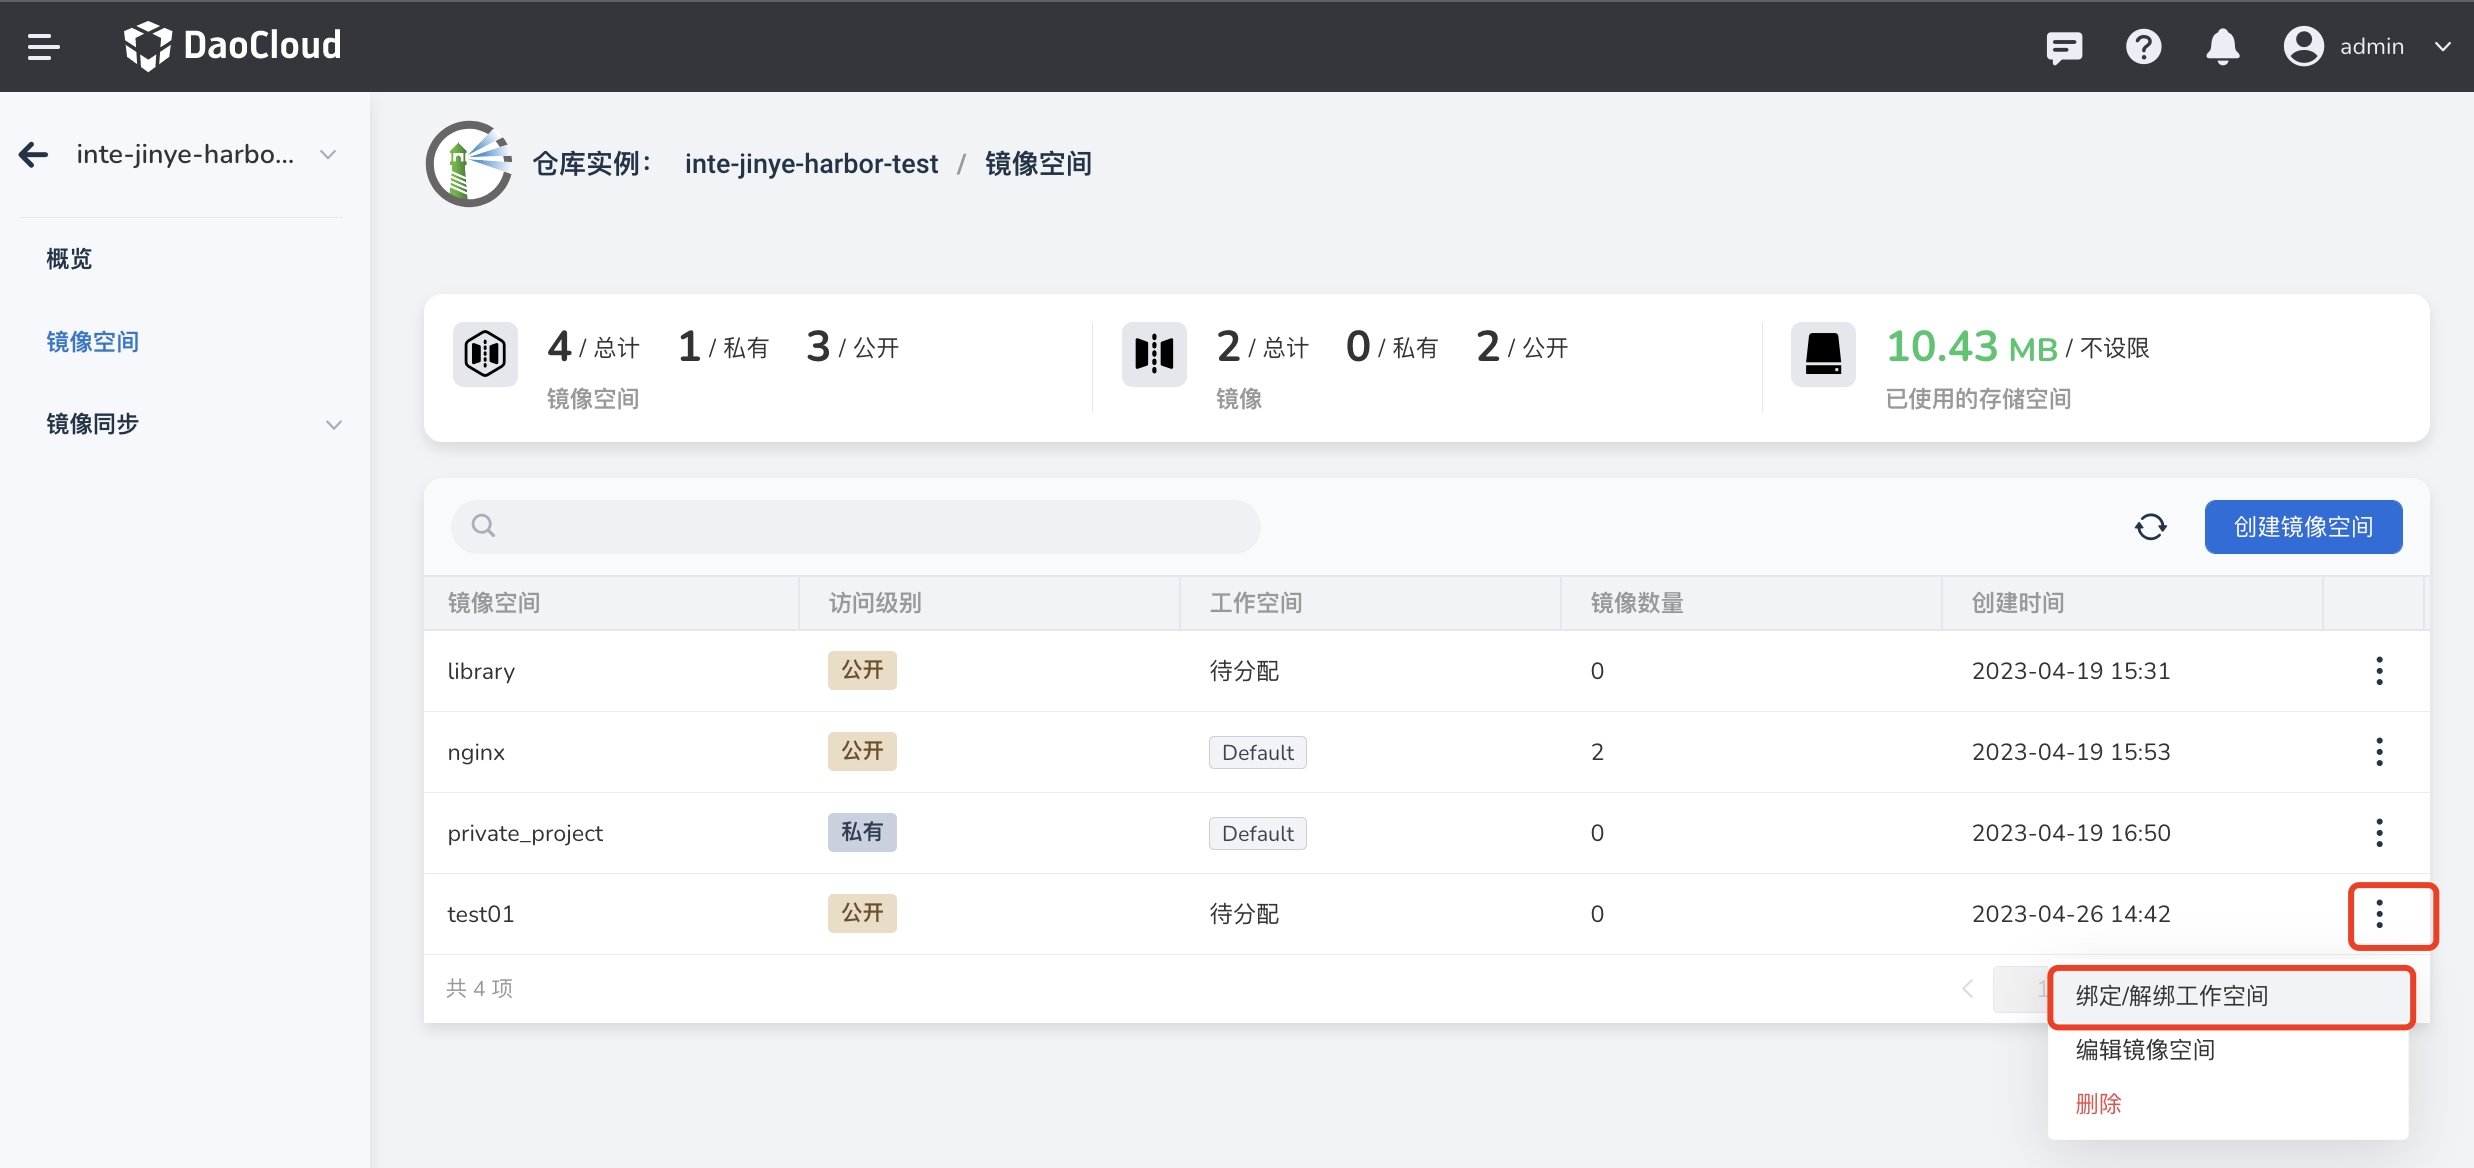 DaoCloud
admin
inte-jinye-harbo...
概览
镜像空间
镜像同步
仓库实例： inte-jinye-harbor-test / 镜像空间
4 / 总计 1 / 私有 3 / 公开
镜像空间
2 / 总计 0 / 私有 2 / 公开
镜像
10.43 MB / 不设限
已使用的存储空间
创建镜像空间
镜像空间 访问级别 工作空间 镜像数量 创建时间
library 公开 待分配 0 2023-04-19 15:31
nginx 公开 Default 2 2023-04-19 15:53
private_project 私有 Default 0 2023-04-19 16:50
test01 公开 待分配 0 2023-04-26 14:42
共 4 项 1
绑定/解绑工作空间
编辑镜像空间
删除